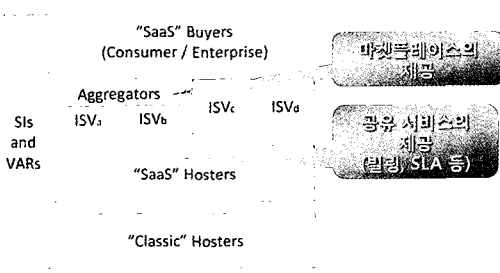 “SaaS” Buyers
(Consumer / Enterprise)
마켓플레이스의
제공
Aggregators
ISVa
ISVb
ISVc
ISVd
SIs
and
VARs
공유 서비스의
제공
(빌링, SLA 등)
“SaaS” Hosters
“Classic” Hosters